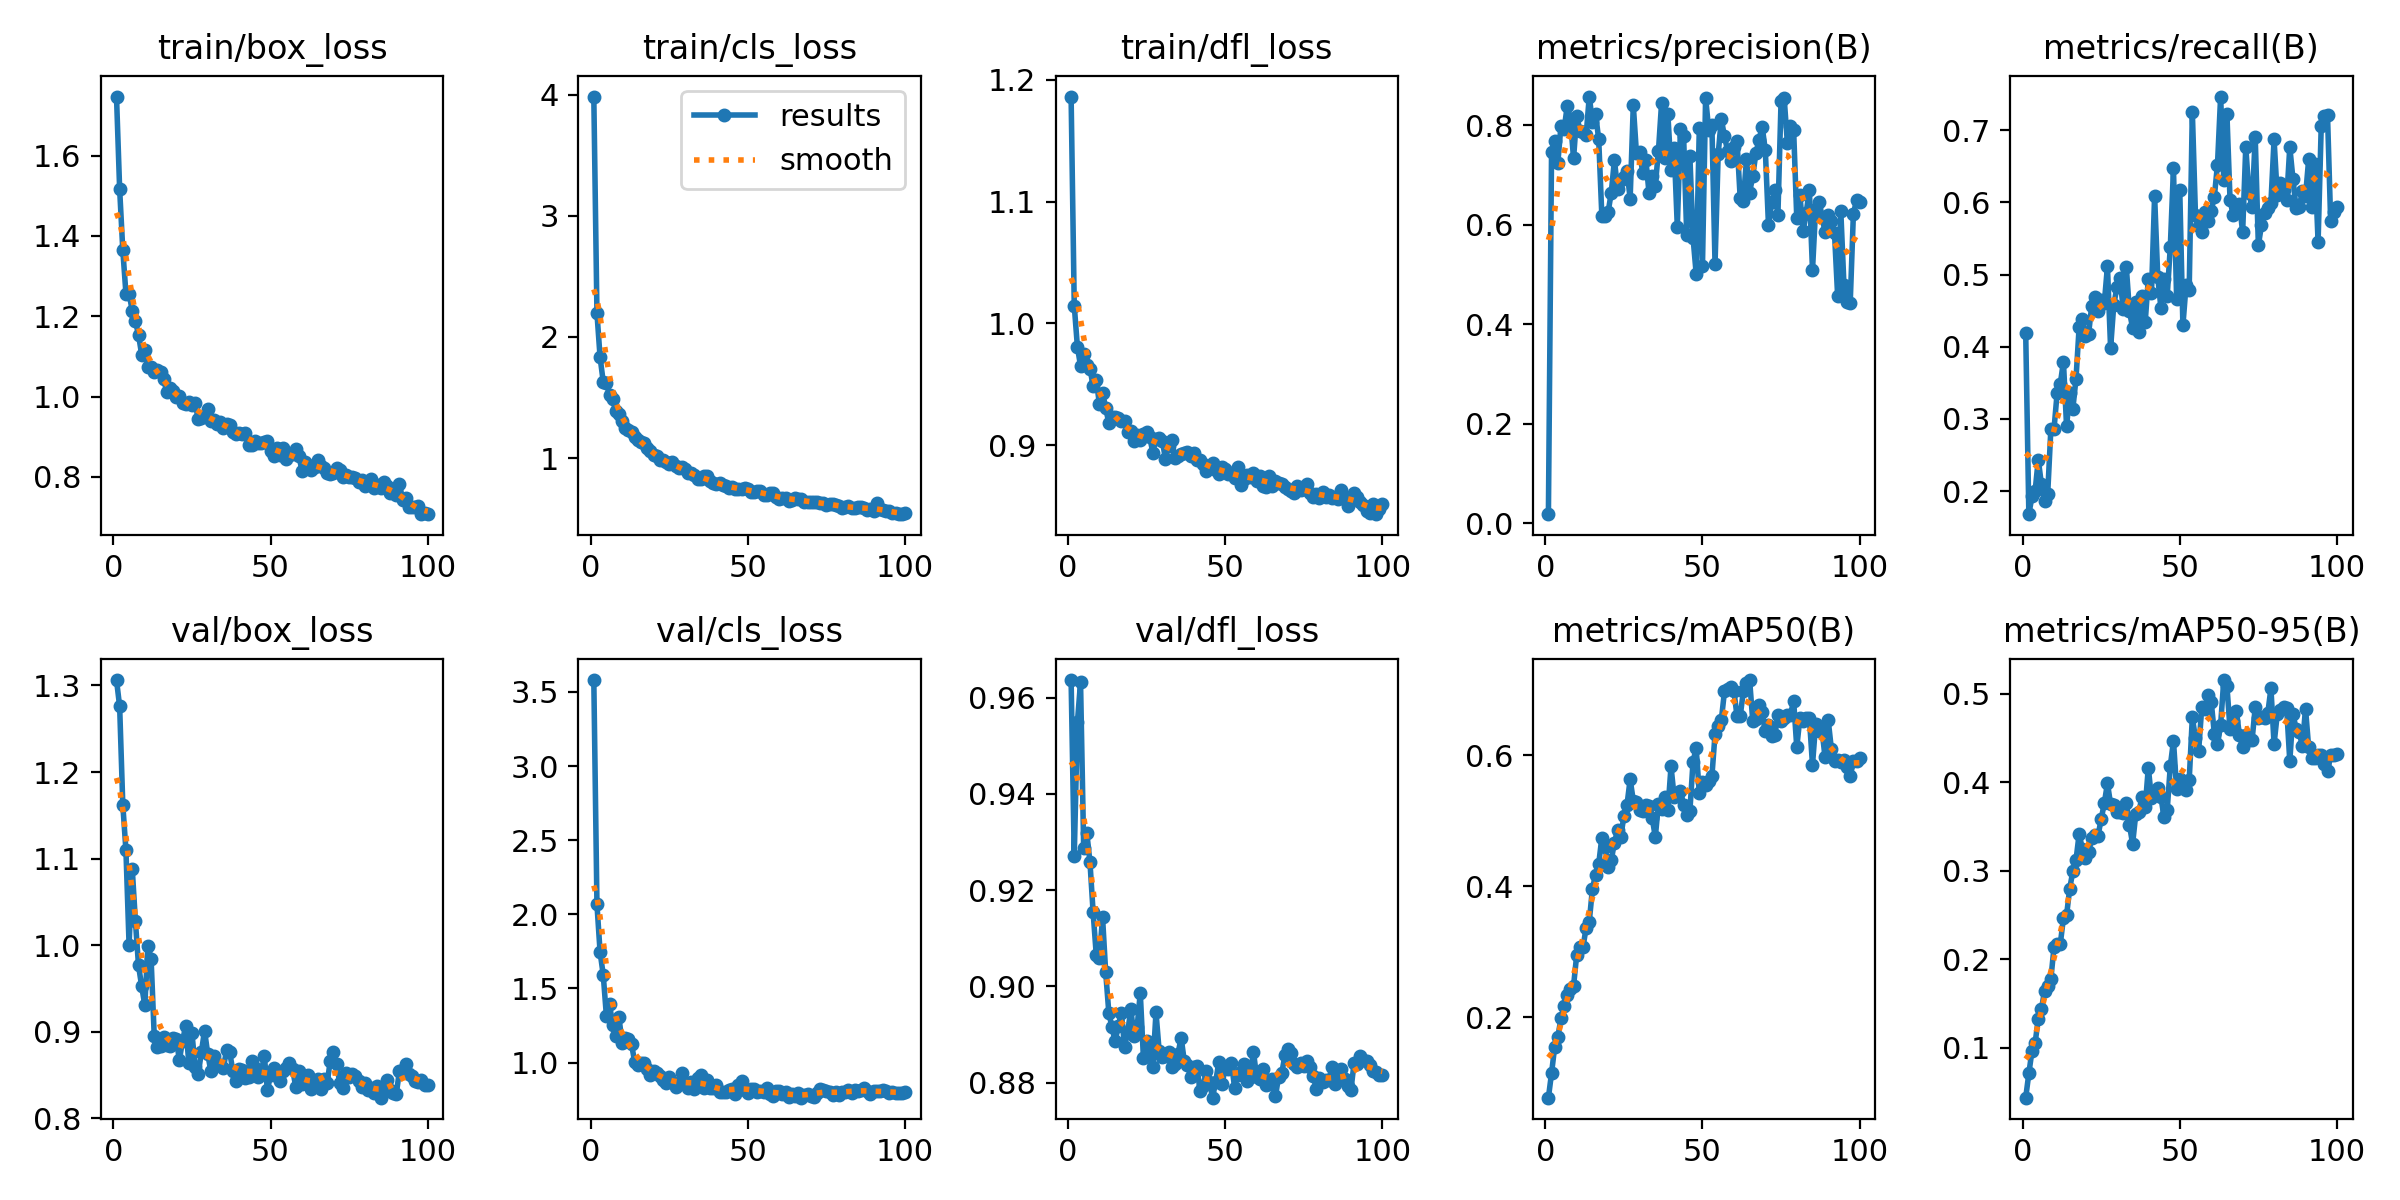 train/box_loss
1.6
1.4
1.2
1.0
0.8
0 50 100
train/cls_loss
results
smooth
4
3
2
1
0 50 100
train/dfl_loss
1.2
1.1
1.0
0.9
0 50 100
metrics/precision(B)
0.8
0.6
0.4
0.2
0.0
0 50 100
metrics/recall(B)
0.7
0.6
0.5
0.4
0.3
0.2
0 50 100
val/box_loss
1.3
1.2
1.1
1.0
0.9
0.8
0 50 100
val/cls_loss
3.5
3.0
2.5
2.0
1.5
1.0
0 50 100
val/dfl_loss
0.96
0.94
0.92
0.90
0.88
0 50 100
metrics/mAP50(B)
0.6
0.4
0.2
0 50 100
metrics/mAP50-95(B)
0.5
0.4
0.3
0.2
0.1
0 50 100